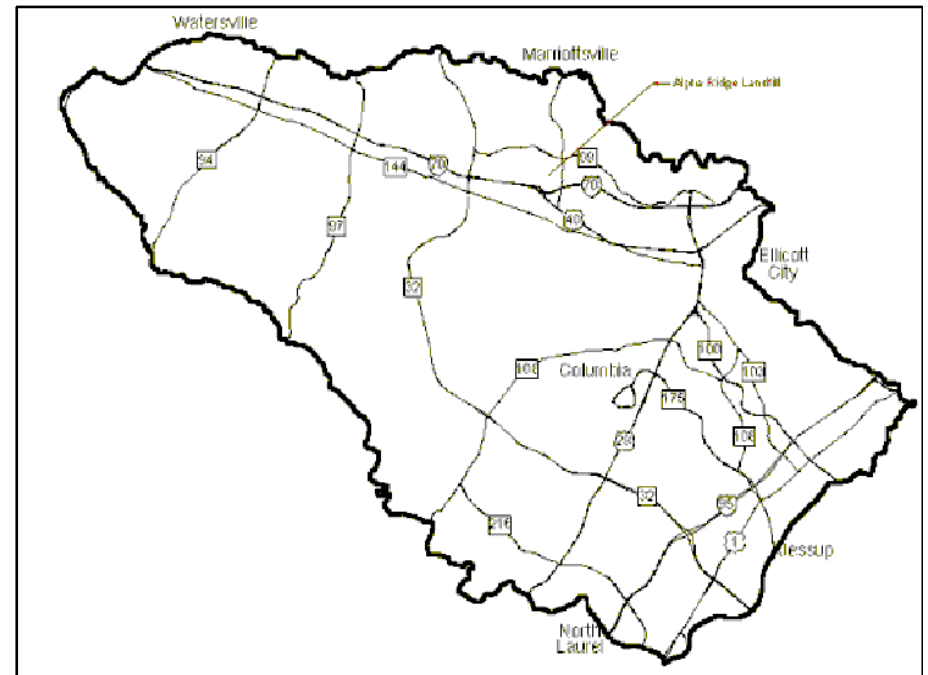 Watersville
Marriottsville
Alpha Ridge Landfill
94
144
70
99
70
97
40
Ellicott
City
32
108
Columbia
100
103
175
29
108
32
95
216
1
Jessup
North
Laurel